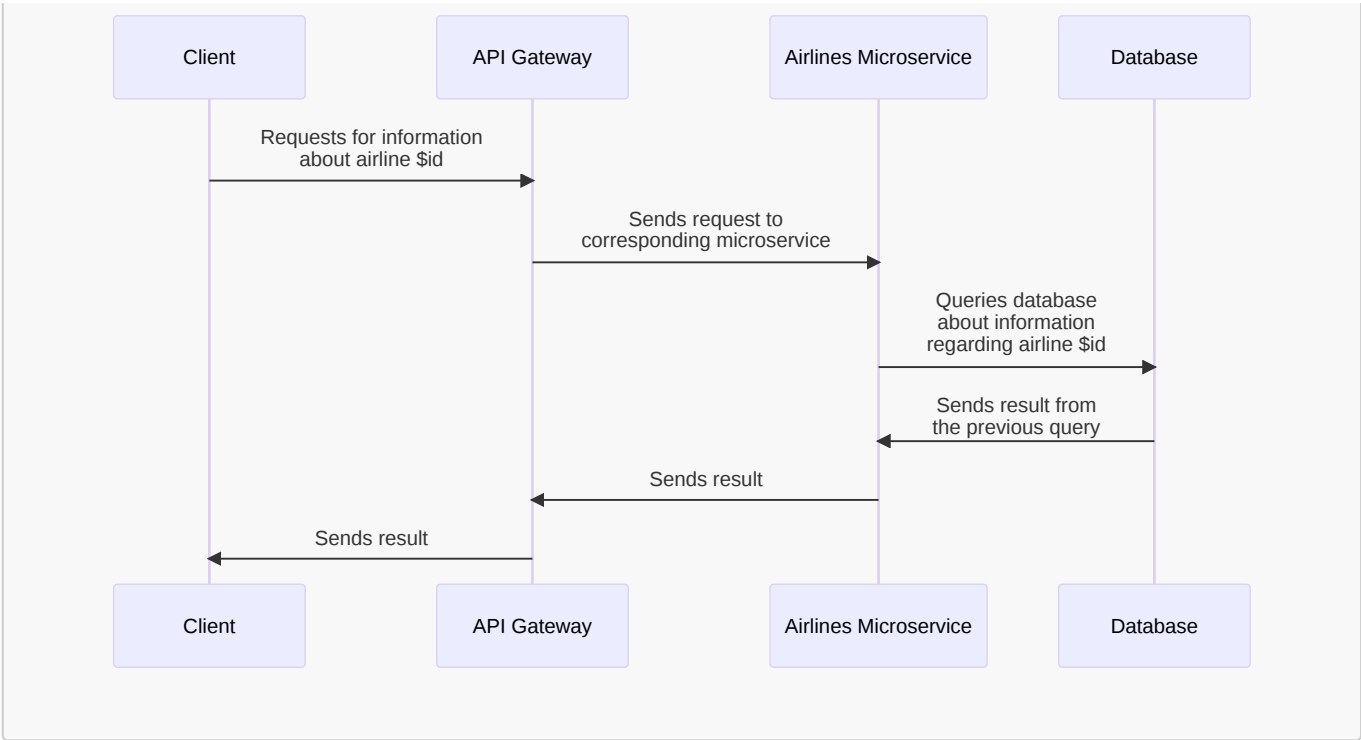 Client
API Gateway
Airlines Microservice
Database
Requests for information
about airline $id
Sends request to
corresponding microservice
Queries database
about information
regarding airline $id
Sends result from
the previous query
Sends result
Sends result
Client
API Gateway
Airlines Microservice
Database